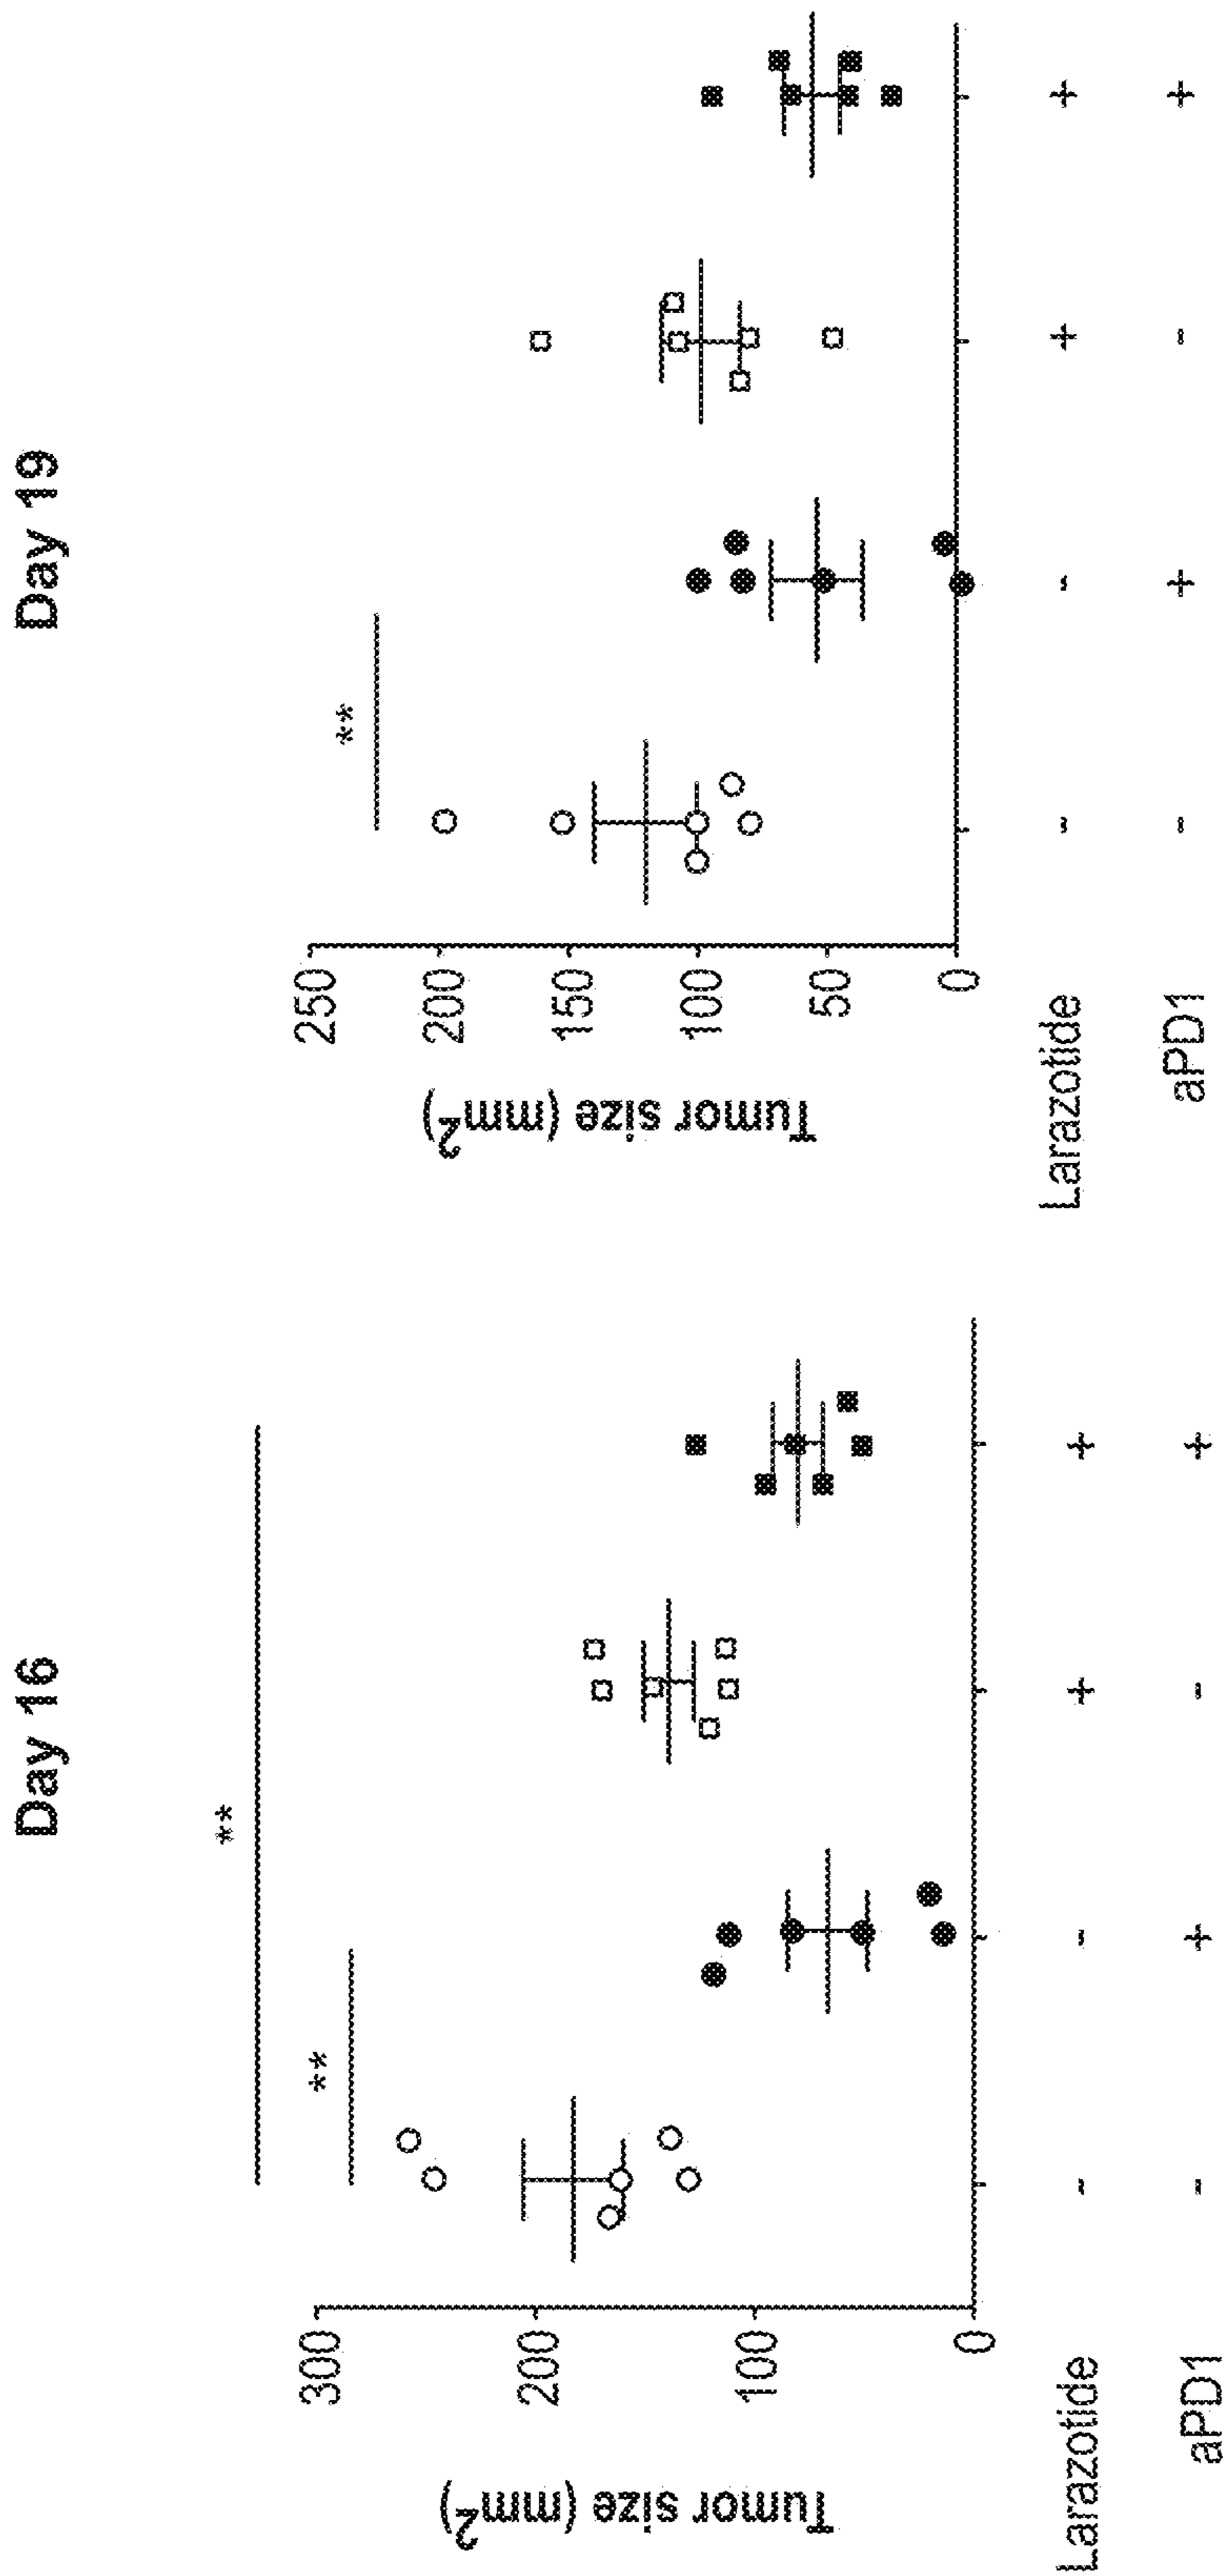 Day 16
**
**
300
200
100
0
Tumor size (mm²)
Larazotide - - + +
aPD1 - + - +
Day 19
**
250
200
150
100
50
0
Tumor size (mm²)
Larazotide - - + +
aPD1 - + - +